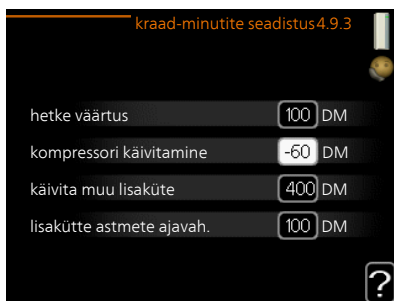 kraad-minutite seadistus 4.9.3
hetke väärtus 100 DM
kompressori käivitamine -60 DM
käivita muu lisaküte 400 DM
lisakütte astmete ajavah. 100 DM
?